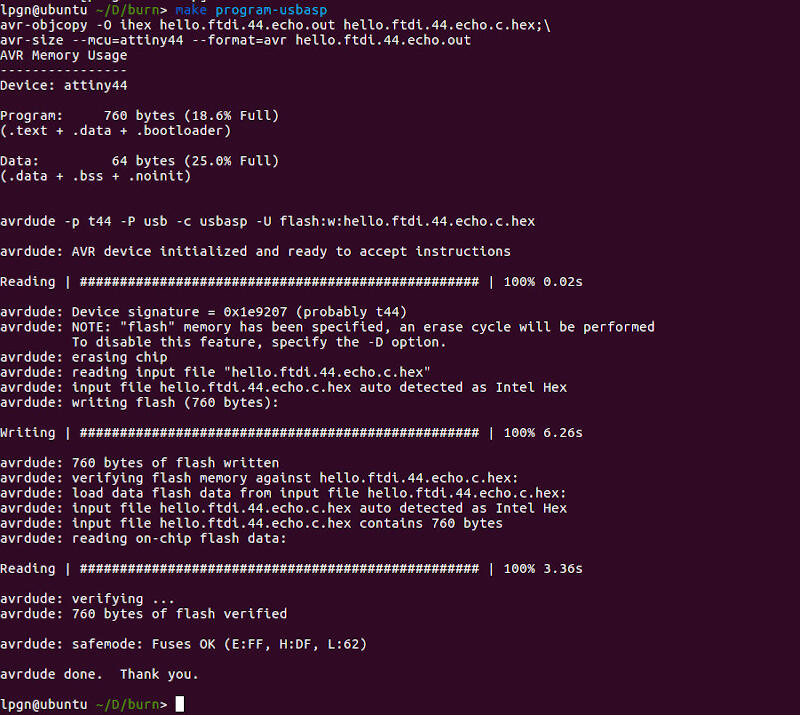 lpgn@ubuntu ~/D/burn> make program-usbasp
avr-objcopy -O ihex hello.ftdi.44.echo.out hello.ftdi.44.echo.c.hex;\
avr-size --mcu=attiny44 --format=avr hello.ftdi.44.echo.out
AVR Memory Usage
----------------
Device: attiny44
Program:     760 bytes (18.6% Full)
(.text + .data + .bootloader)
Data:         64 bytes (25.0% Full)
(.data + .bss + .noinit)
avrdude -p t44 -P usb -c usbasp -U flash:w:hello.ftdi.44.echo.c.hex
avrdude: AVR device initialized and ready to accept instructions
Reading | ################################################## | 100% 0.02s
avrdude: Device signature = 0x1e9207 (probably t44)
avrdude: NOTE: "flash" memory has been specified, an erase cycle will be performed
         To disable this feature, specify the -D option.
avrdude: erasing chip
avrdude: reading input file "hello.ftdi.44.echo.c.hex"
avrdude: input file hello.ftdi.44.echo.c.hex auto detected as Intel Hex
avrdude: writing flash (760 bytes):
Writing | ################################################## | 100% 6.26s
avrdude: 760 bytes of flash written
avrdude: verifying flash memory against hello.ftdi.44.echo.c.hex:
avrdude: load data flash data from input file hello.ftdi.44.echo.c.hex:
avrdude: input file hello.ftdi.44.echo.c.hex auto detected as Intel Hex
avrdude: input file hello.ftdi.44.echo.c.hex contains 760 bytes
avrdude: reading on-chip flash data:
Reading | ################################################## | 100% 3.36s
avrdude: verifying ...
avrdude: 760 bytes of flash verified
avrdude: safemode: Fuses OK (E:FF, H:DF, L:62)
avrdude done.  Thank you.
lpgn@ubuntu ~/D/burn>